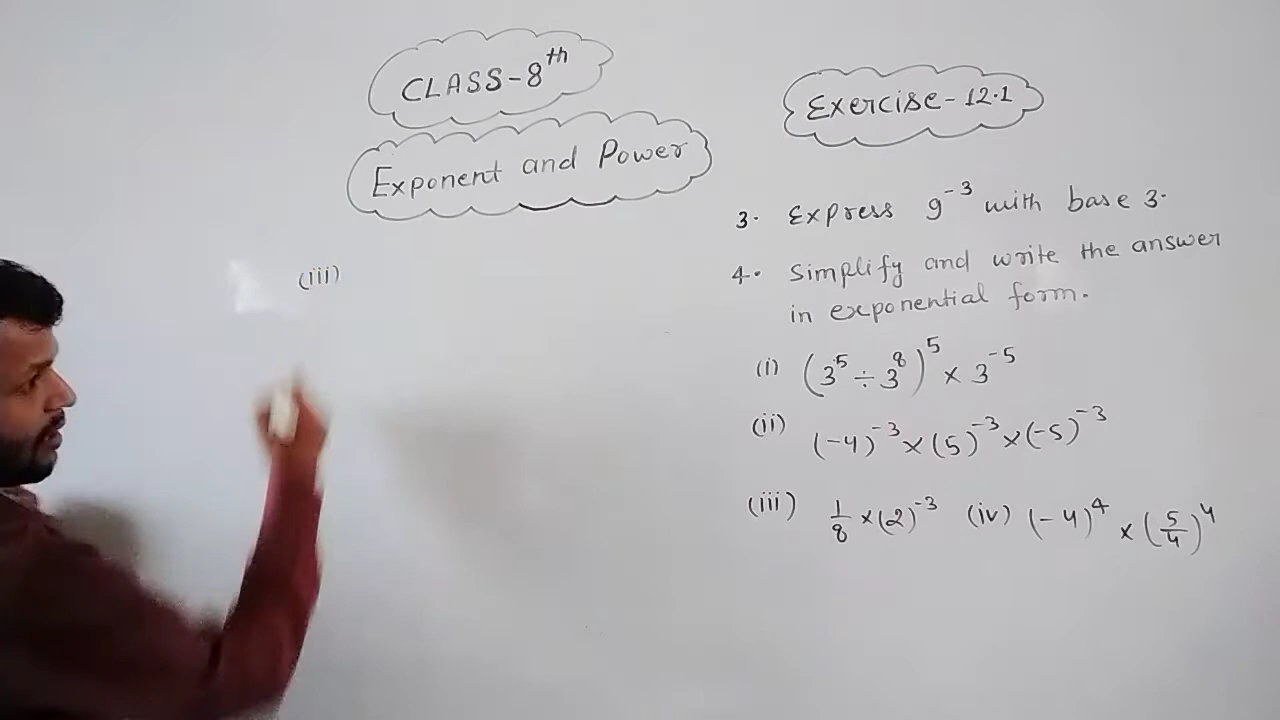 CLASS-8th
Exponent and Power
Exercise-12.1
(iii)
3. Express 9⁻³ with base 3.
4. Simplify and write the answer
in exponential form.
(i) (3⁵ ÷ 3⁸)⁵ × 3⁻⁵
(ii) (-4)⁻³ × (5)⁻³ × (-5)⁻³
(iii) 1/8 × (2)⁻³ (iv) (-4)⁴ × (5/4)⁴